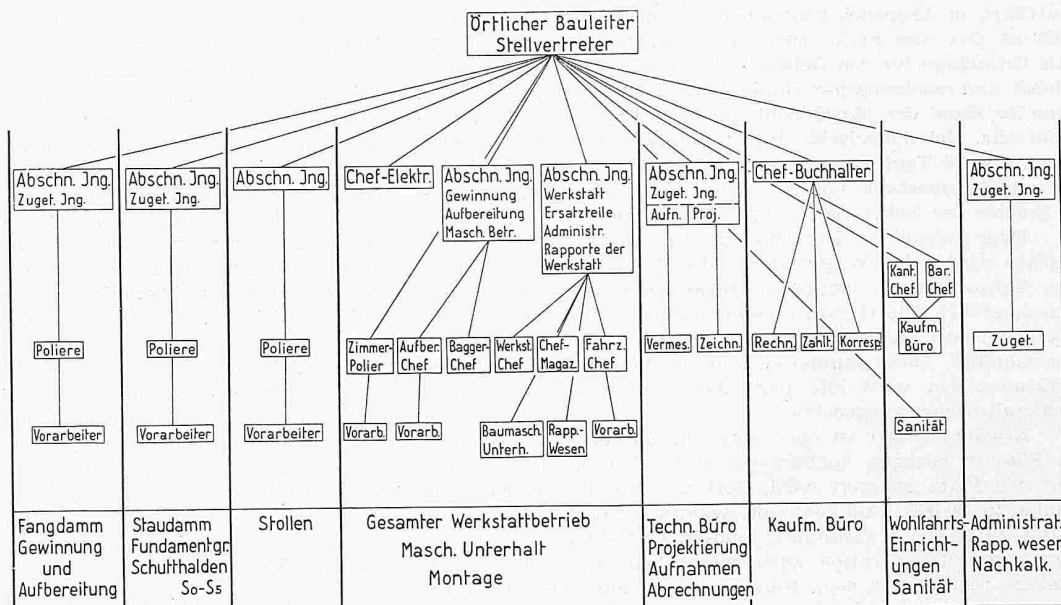 Örtlicher Bauleiter
Stellvertreter
Abschn. Jng.
Zuget. Jng.
Abschn. Jng.
Zuget. Jng.
Abschn. Jng.
Chef-Elektr.
Abschn. Jng.
Gewinnung
Aufbereitung
Masch. Betr.
Abschn. Jng.
Werkstatt
Ersatzteile
Administr.
Rapporte der
Werkstatt
Abschn. Jng.
Zuget. Jng.
Aufn. Proj.
Chef-Buchhalter
Abschn. Jng.
Zuget. Jng.
Kant.
Chef
Bar.
Chef
Kaufm.
Büro
Poliere
Poliere
Poliere
Zimmer-
Polier
Aufber.
Chef
Bagger-
Chef
Werkst.
Chef
Chef-
Magaz.
Fahrz.
Chef
Vermes.
Zeichn.
Rechn.
Zahlt.
Korresp.
Zuget.
Vorarbeiter
Vorarbeiter
Vorarbeiter
Vorarb.
Vorarb.
Baumasch.
Unterh.
Rapp.-
Wesen
Vorarb.
Sanität
Fangdamm
Gewinnung
und
Aufbereitung
Staudamm
Fundamentgr.
Schutthalden
So-Ss
Stollen
Gesamter Werkstattbetrieb
Masch. Unterhalt
Montage
Techn. Büro
Projektierung
Aufnahmen
Abrechnungen
Kaufm. Büro
Wohlfahrts-
Einricht-
ungen
Sanität
Administrat.
Rapp. wesen
Nachkalk.